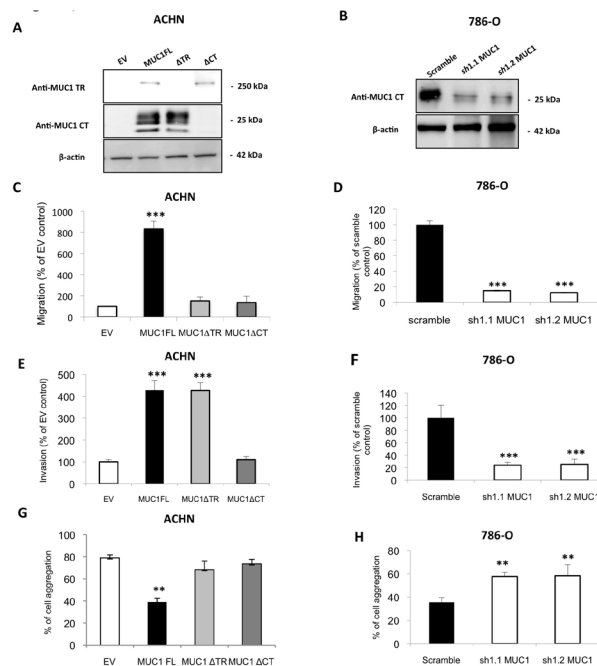 A
ACHN
EV MUC1FL ΔTR ΔCT
Anti-MUC1 TR - 250 kDa
Anti-MUC1 CT - 25 kDa
β-actin - 42 kDa
B
786-O
Scramble sh1.1 MUC1 sh1.2 MUC1
Anti-MUC1 CT - 25 kDa
β-actin - 42 kDa
C
ACHN
Migration (% of EV control)
1000
800
600
400
200
0
***
EV MUC1FL MUC1ΔTR MUC1ΔCT
D
786-O
Migration (% of scamble control)
120
100
80
60
40
20
0
*** ***
scramble sh1.1 MUC1 sh1.2 MUC1
E
ACHN
Invasion (% of EV control)
500
400
300
200
100
0
*** ***
EV MUC1FL MUC1ΔTR MUC1ΔCT
F
786-O
Invasion (% of scramble control)
140
120
100
80
60
40
20
0
*** ***
Scramble sh1.1 MUC1 sh1.2 MUC1
G
ACHN
% of cell aggregation
100
80
60
40
20
0
**
EV MUC1 FL MUC1 ΔTR MUC1 ΔCT
H
786-O
% of cell aggregation
80
60
40
20
0
** **
Scramble sh1.1 MUC1 sh1.2 MUC1